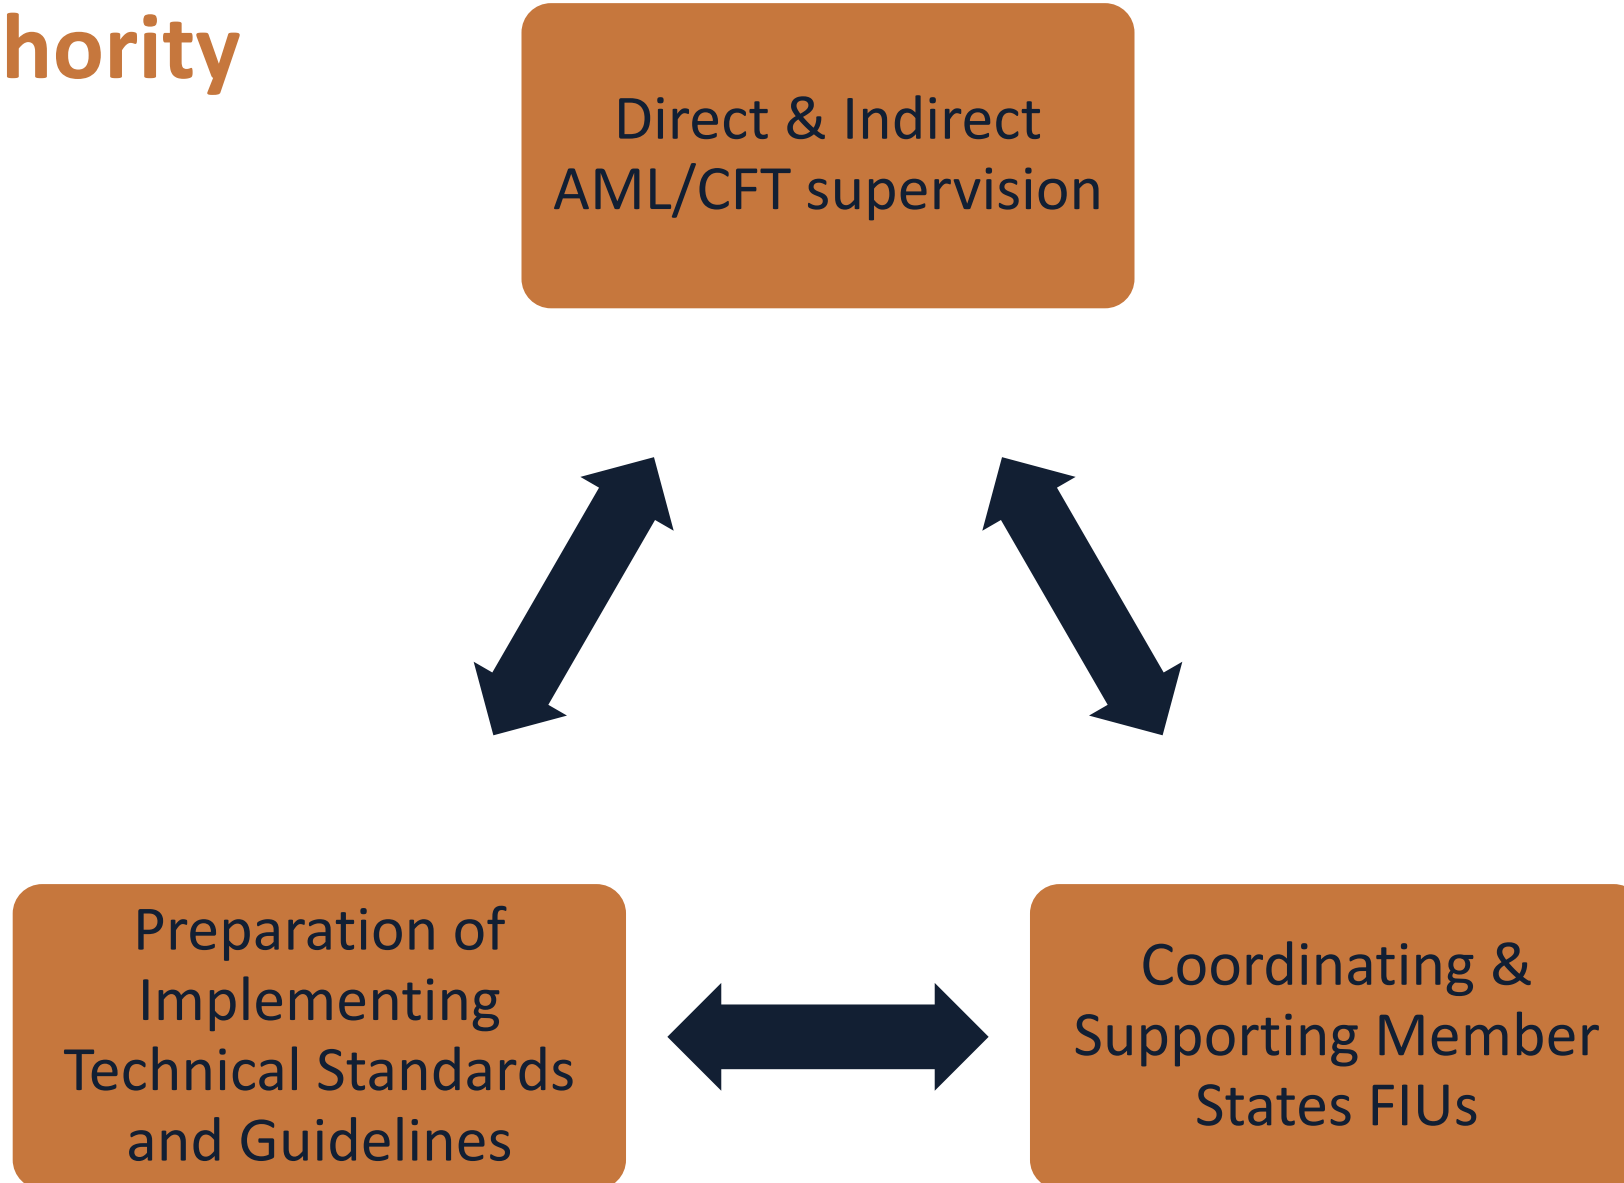 hority
Direct & Indirect
AML/CFT supervision
Preparation of
Implementing
Technical Standards
and Guidelines
Coordinating &
Supporting Member
States FIUs